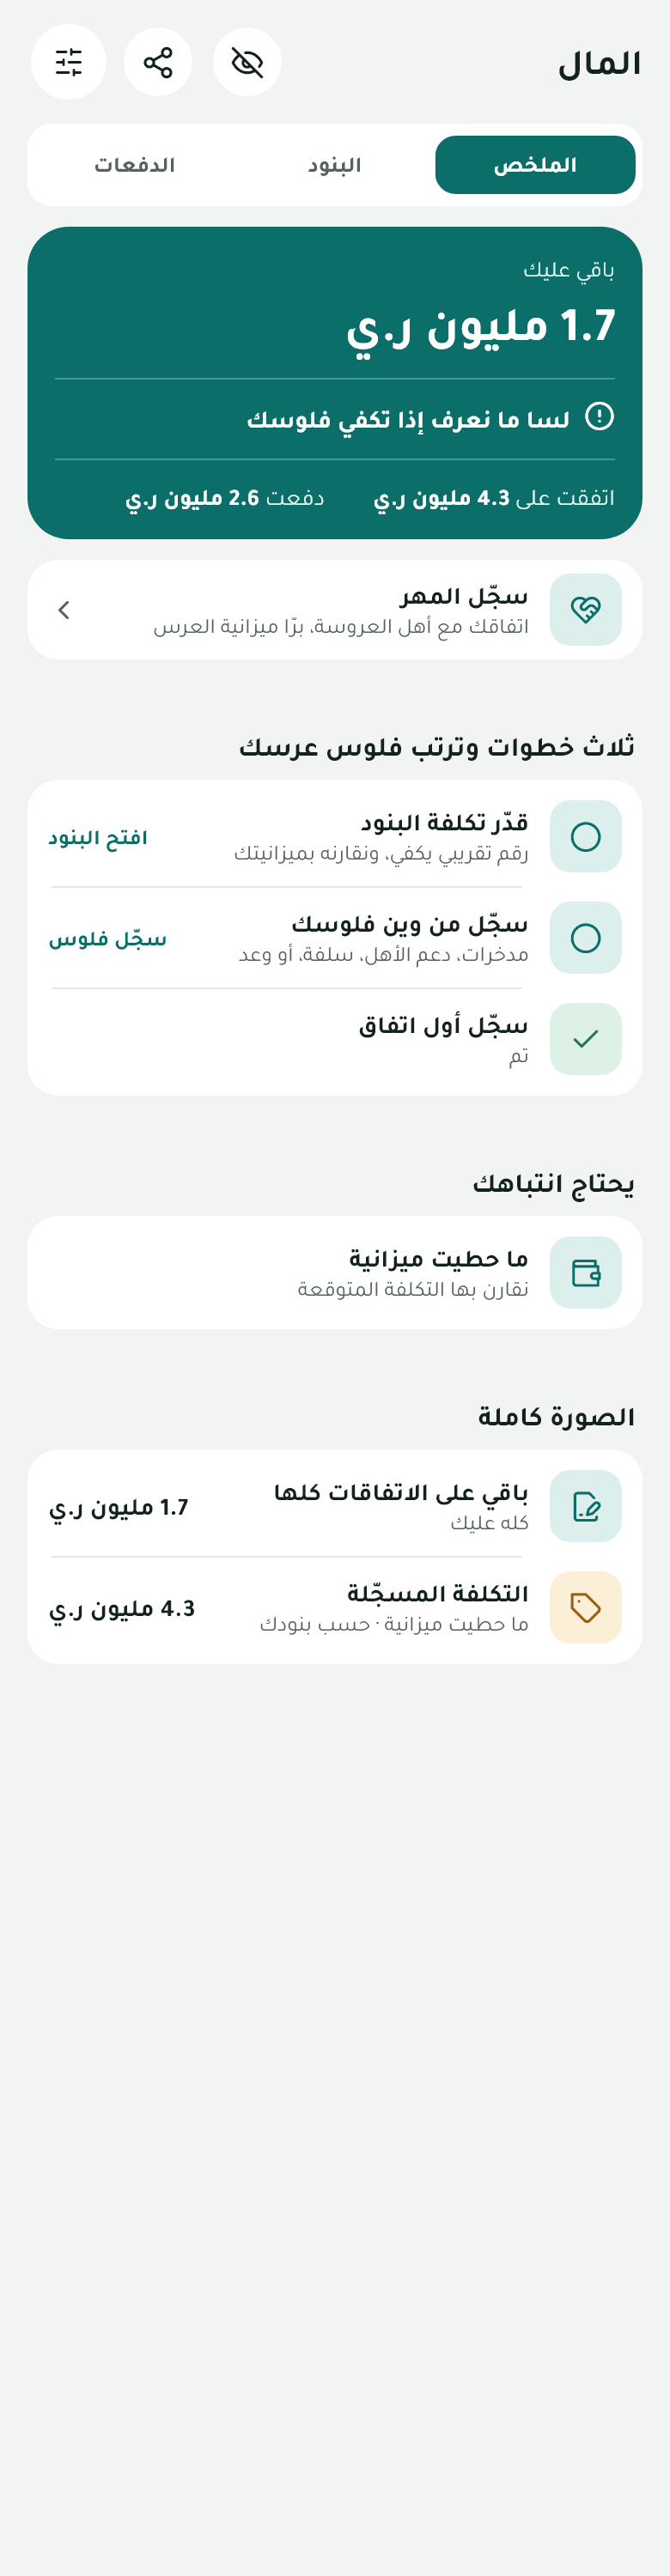 المال
الملخص
البنود
الدفعات
باقي عليك
1.7 مليون ر.ي
لسا ما نعرف إذا تكفي فلوسك
اتفقت على 4.3 مليون ر.ي
دفعت 2.6 مليون ر.ي
سجّل المهر
اتفاقك مع أهل العروسة، برّا ميزانية العرس
ثلاث خطوات وترتب فلوس عرسك
قدّر تكلفة البنود
رقم تقريبي يكفي، ونقارنه بميزانيتك
افتح البنود
سجّل من وين فلوسك
مدخرات، دعم الأهل، سلفة، أو وعد
سجّل فلوس
سجّل أول اتفاق
تم
يحتاج انتباهك
ما حطيت ميزانية
نقارن بها التكلفة المتوقعة
الصورة كاملة
باقي على الاتفاقات كلها
كله عليك
1.7 مليون ر.ي
التكلفة المسجّلة
ما حطيت ميزانية · حسب بنودك
4.3 مليون ر.ي